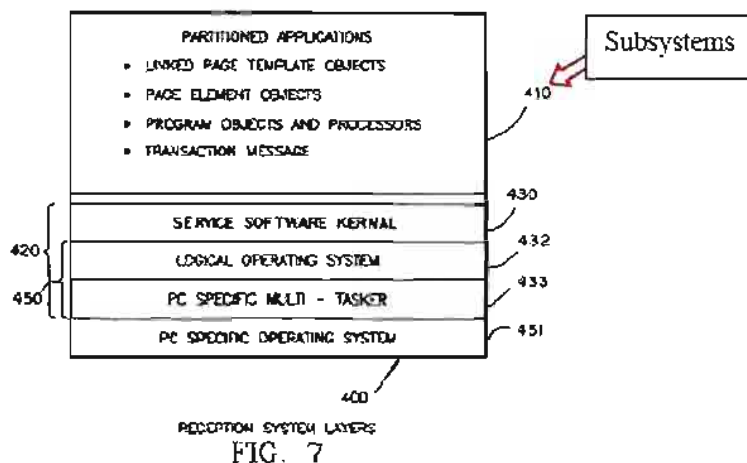 PARTITIONED APPLICATIONS
• LINKED PAGE TEMPLATE OBJECTS
• PAGE ELEMENT OBJECTS
• PROGRAM OBJECTS AND PROCESSORS
• TRANSACTION MESSAGE
Subsystems
410
430
SERVICE SOFTWARE KERNAL
420
432
LOGICAL OPERATING SYSTEM
450
433
PC SPECIFIC MULTI - TASKER
451
PC SPECIFIC OPERATING SYSTEM
400
RECEPTION SYSTEM LAYERS
FIG. 7